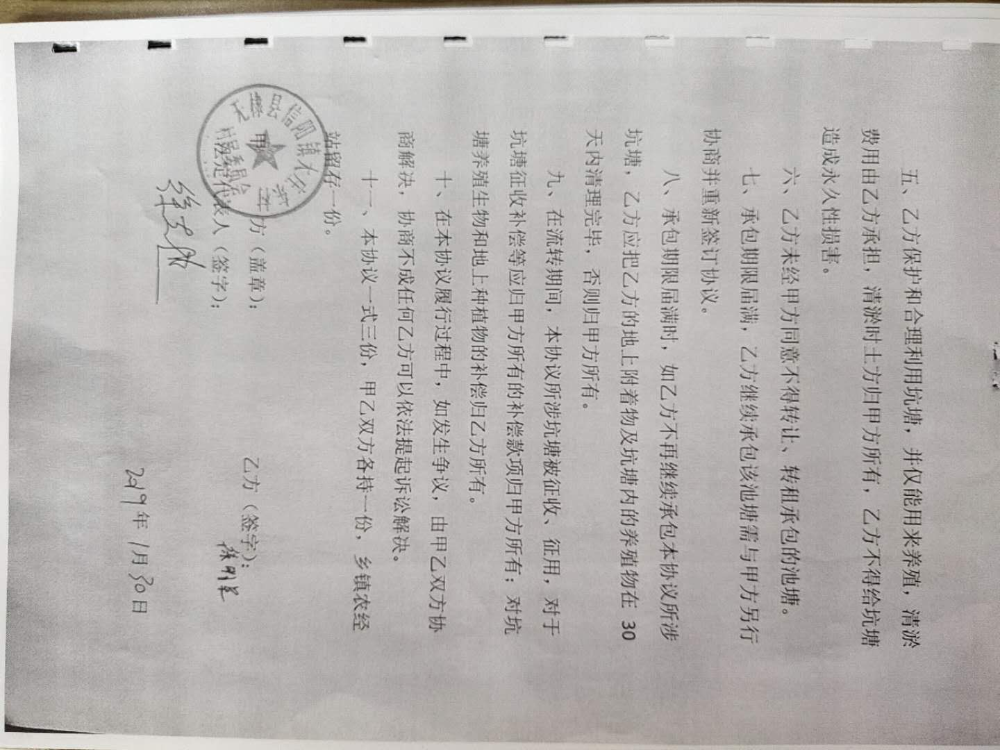 五、乙方保护和合理利用坑塘，并仅能用来养殖，清淤
费用由乙方承担，清淤时土方归甲方所有，乙方不得给坑塘
造成永久性损害。
六、乙方未经甲方同意不得转让、转租承包的池塘。
七、承包期限届满，乙方继续承包该池塘需与甲方另行
协商并重新签订协议。
八、承包期限届满时，如乙方不再继续承包本协议所涉
坑塘，乙方应把乙方的地上附着物及坑塘内的养殖物在 30
天内清理完毕，否则归甲方所有。
九、在流转期间，本协议所涉坑塘被征收、征用，对于
坑塘征收补偿等应归甲方所有的补偿款项归甲方所有；对坑
塘养殖生物和地上种植物的补偿归乙方所有。
十、在本协议履行过程中，如发生争议，由甲乙双方协
商解决，协商不成任何乙方可以依法提起诉讼解决。
十一、本协议一式三份，甲乙双方各持一份，乡镇农经
站留存一份。
甲 方（盖章）： 乙方（签字）：
法定代表人（签字）：
无棣县信阳镇
村民委员会
2019年1月30日